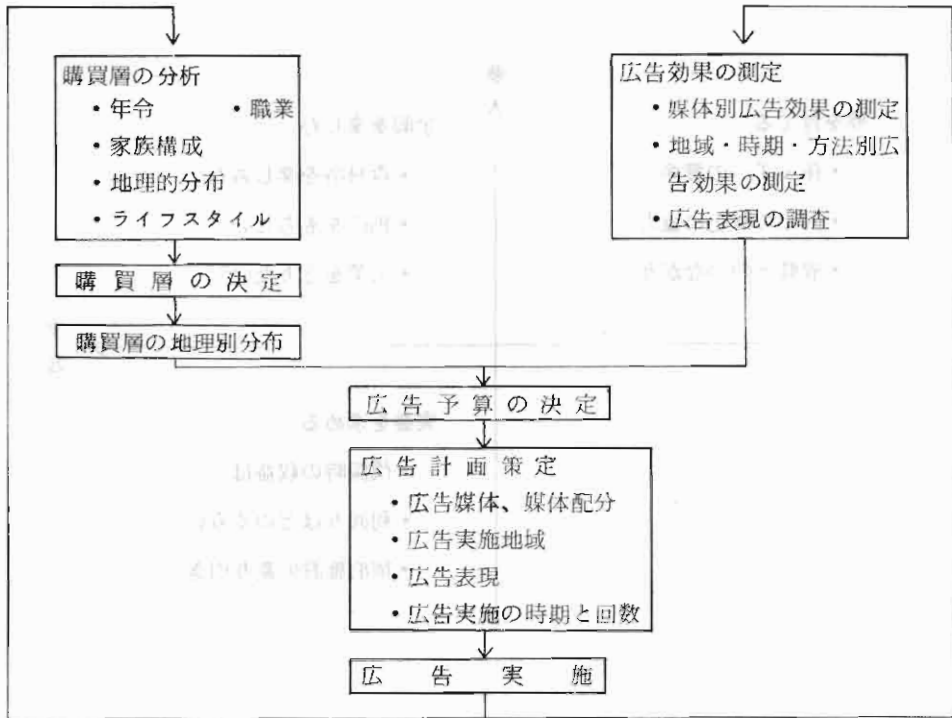 購買層の分析
・年令 ・職業
・家族構成
・地理的分布
・ライフスタイル
購買層の決定
購買層の地理別分布
広告効果の測定
・媒体別広告効果の測定
・地域・時期・方法別広
告効果の測定
・広告表現の調査
広告予算の決定
広告計画策定
・広告媒体、媒体配分
・広告実施地域
・広告表現
・広告実施の時期と回数
広告実施